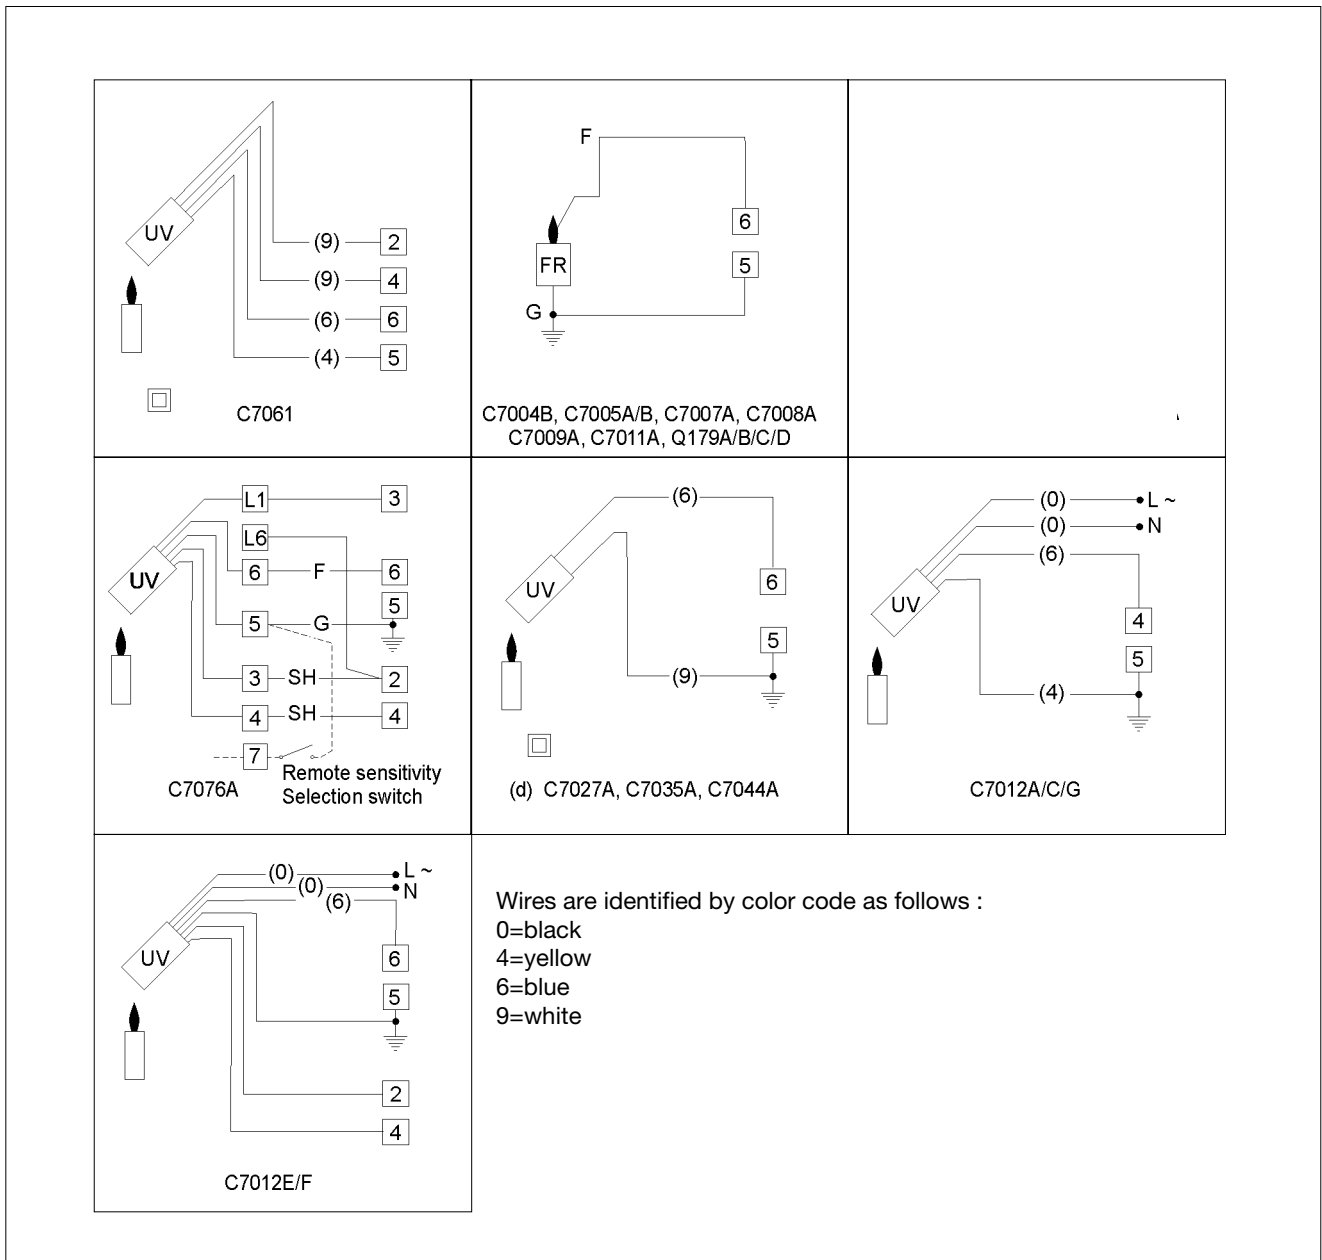 UV
(9) 2
(9) 4
(6) 6
(4) 5
C7061
F
6
5
FR
G
C7004B, C7005A/B, C7007A, C7008A
C7009A, C7011A, Q179A/B/C/D
L1 3
L6
UV
6 F 6
5
5 G
3 SH 2
4 SH 4
7
Remote sensitivity
Selection switch
C7076A
(6)
UV
6
5
(9)
(d) C7027A, C7035A, C7044A
(0) L ~
(0) N
(6)
UV
4
5
(4)
C7012A/C/G
(0) L ~
(0) N
(6)
UV
6
5
2
4
C7012E/F
Wires are identified by color code as follows :
0=black
4=yellow
6=blue
9=white